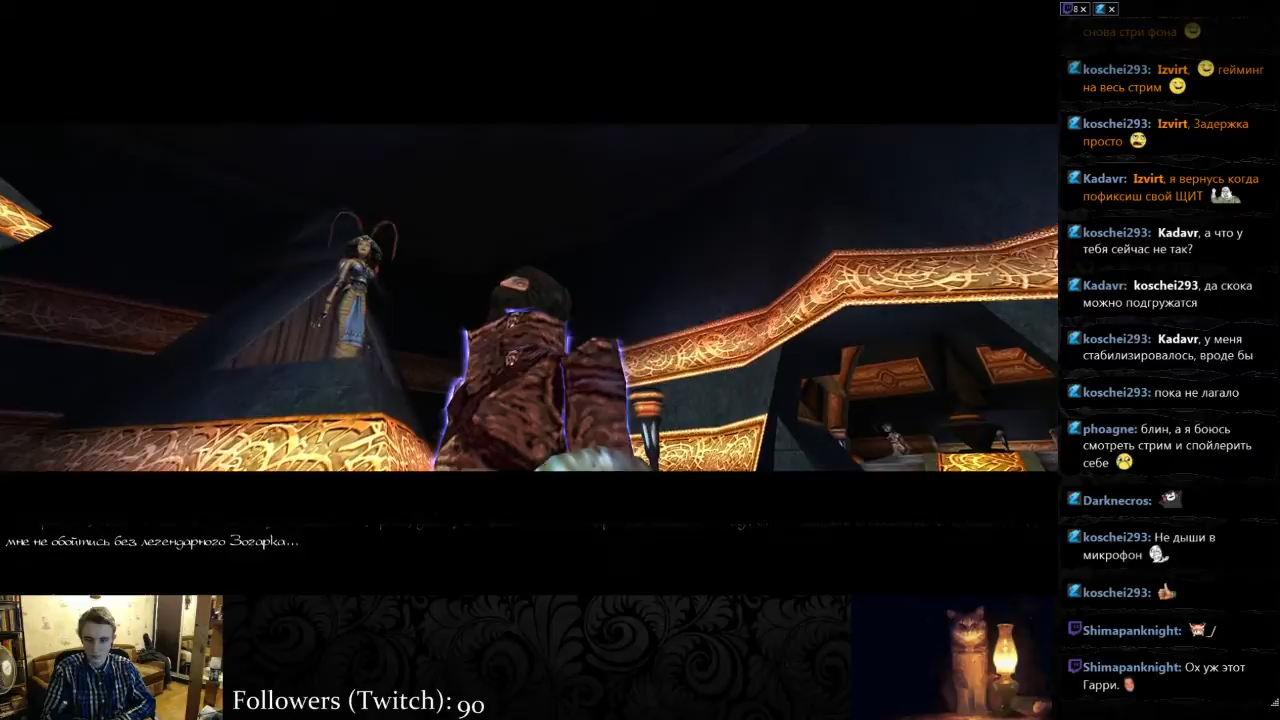 8 ×
×
снова стри фона
koschei293: Izvirt, гейминг
на весь стрим
koschei293: Izvirt, Задержка
просто
Kadavr: Izvirt, я вернусь когда
пофиксиш свой ЩИТ
koschei293: Kadavr, а что у
тебя сейчас не так?
Kadavr: koschei293, да скока
можно подгружатся
koschei293: Kadavr, у меня
стабилизировалось, вроде бы
koschei293: пока не лагало
phoagne: блин, а я боюсь
смотреть стрим и спойлерить
себе
Darknecros:
koschei293: Не дыши в
микрофон
koschei293:
Shimapanknight: _/
Shimapanknight: Ох уж этот
Гарри.
мне не обойтись без легендарного Зогарка...
Followers (Twitch): 90